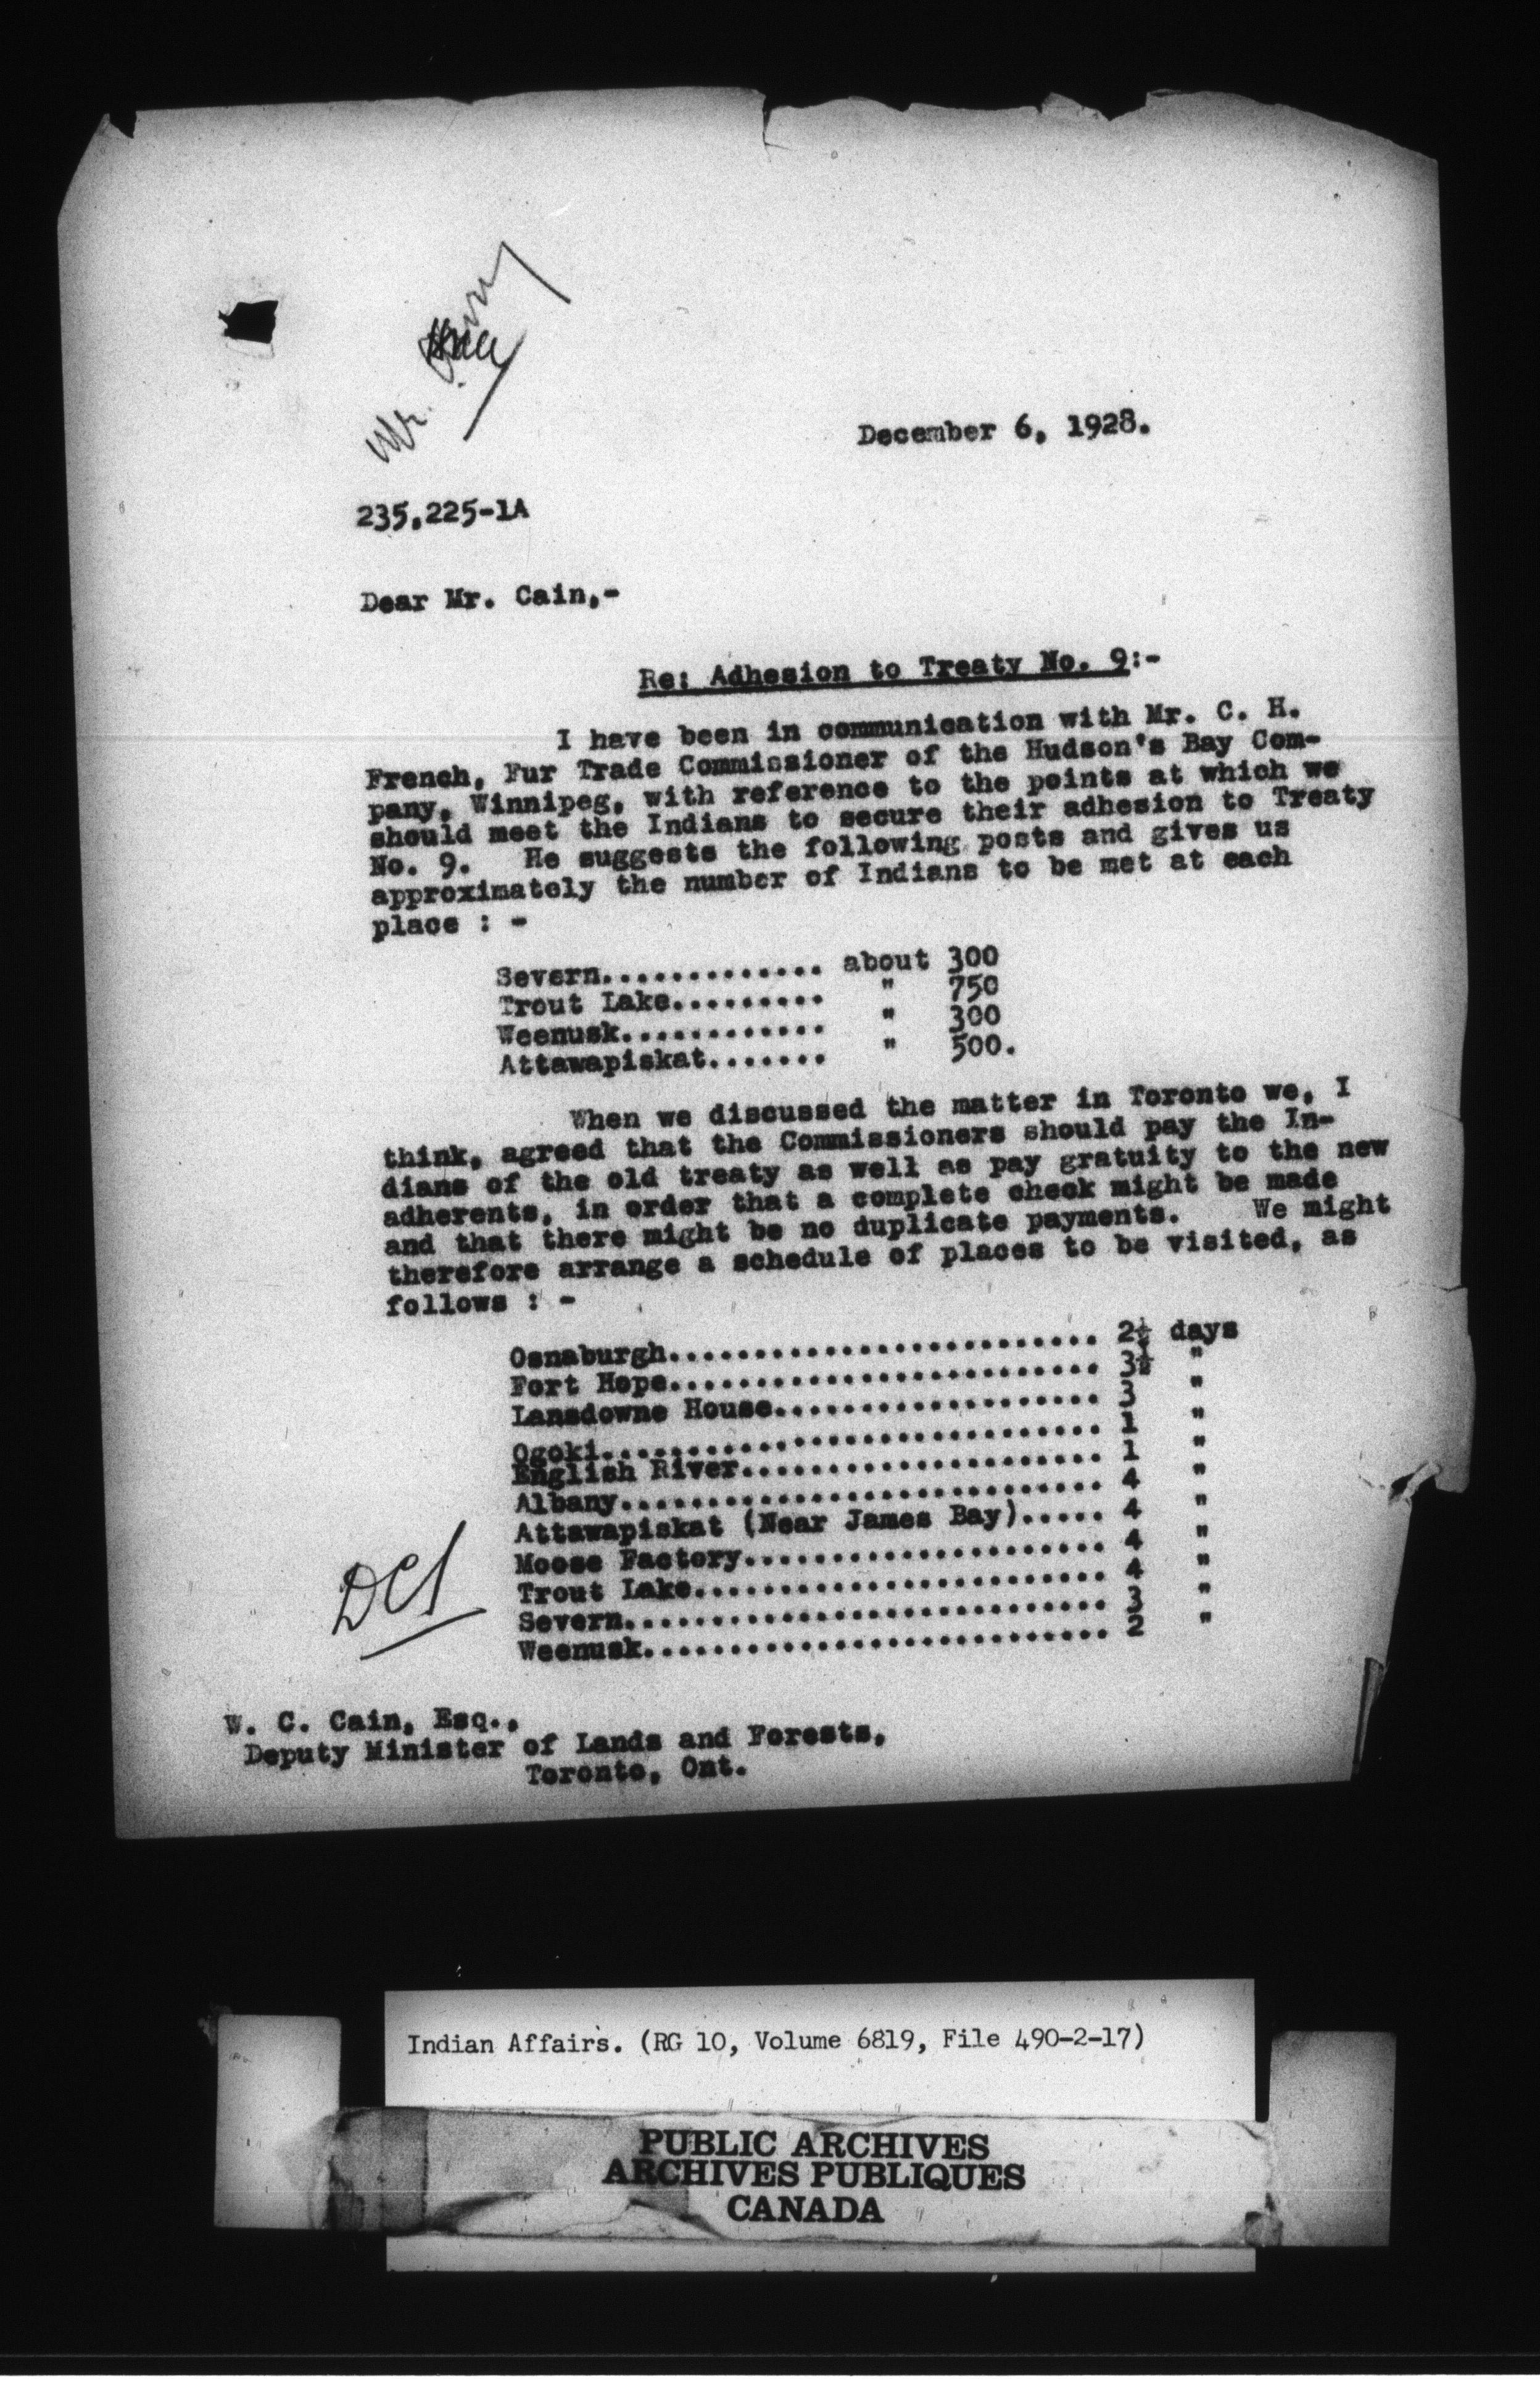 Mr.
December 6, 1928.
235,225-1A
Dear Mr. Cain,-
Re: Adhesion to Treaty No. 9:-
I have been in communication with Mr. C. H.
French, Fur Trade Commissioner of the Hudson's Bay Com-
pany, Winnipeg, with reference to the points at which we
should meet the Indians to secure their adhesion to Treaty
No. 9. He suggests the following posts and gives us
approximately the number of Indians to be met at each
place : -
Severn............. about 300
Trout Lake......... " 750
Weenusk............ " 300
Attawapiskat....... " 500.
When we discussed the matter in Toronto we, I
think, agreed that the Commissioners should pay the In-
dians of the old treaty as well as pay gratuity to the new
adherents, in order that a complete check might be made
and that there might be no duplicate payments. We might
therefore arrange a schedule of places to be visited, as
follows : -
Osnaburgh.......................... 2½ days
Fort Hope.......................... 3½ "
Lansdowne House.................... 3 "
Ogoki.............................. 1 "
English River...................... 1 "
Albany............................. 4 "
Attawapiskat (Near James Bay)..... 4 "
Moose Factory...................... 4 "
Trout Lake......................... 4 "
Severn............................. 3 "
Weenusk............................ 2 "
DCS
W. C. Cain, Esq.,
Deputy Minister of Lands and Forests,
Toronto, Ont.
Indian Affairs. (RG 10, Volume 6819, File 490-2-17)
PUBLIC ARCHIVES
ARCHIVES PUBLIQUES
CANADA